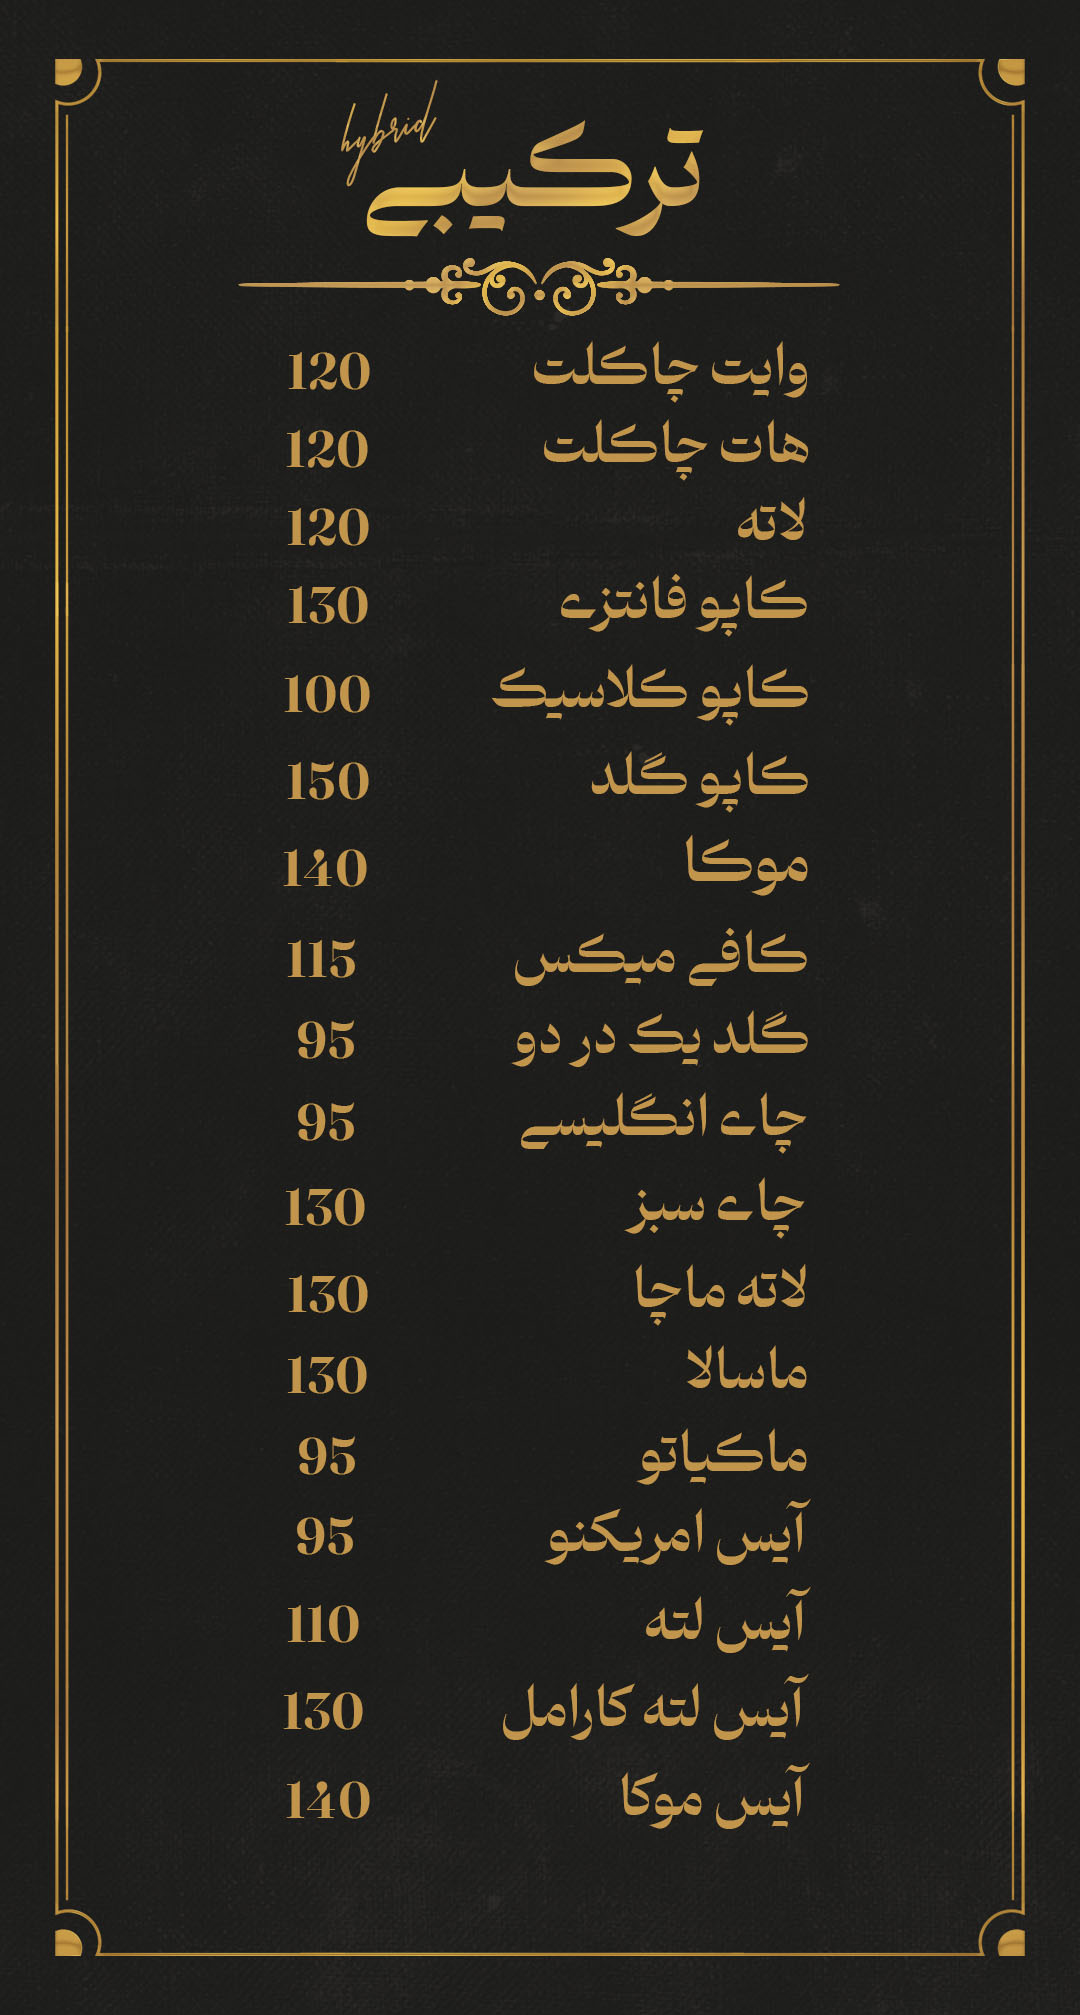 ترکیبی
hybrid
وایت چاکلت 120
هات چاکلت 120
لاته 120
کاپو فانتزی 130
کاپو کلاسیک 100
کاپو گلد 150
موکا 140
کافی میکس 115
گلد یک در دو 95
چای انگلیسی 95
چای سبز 130
لاته ماچا 130
ماسالا 130
ماکیاتو 95
آیس امریکنو 95
آیس لته 110
آیس لته کارامل 130
آیس موکا 140